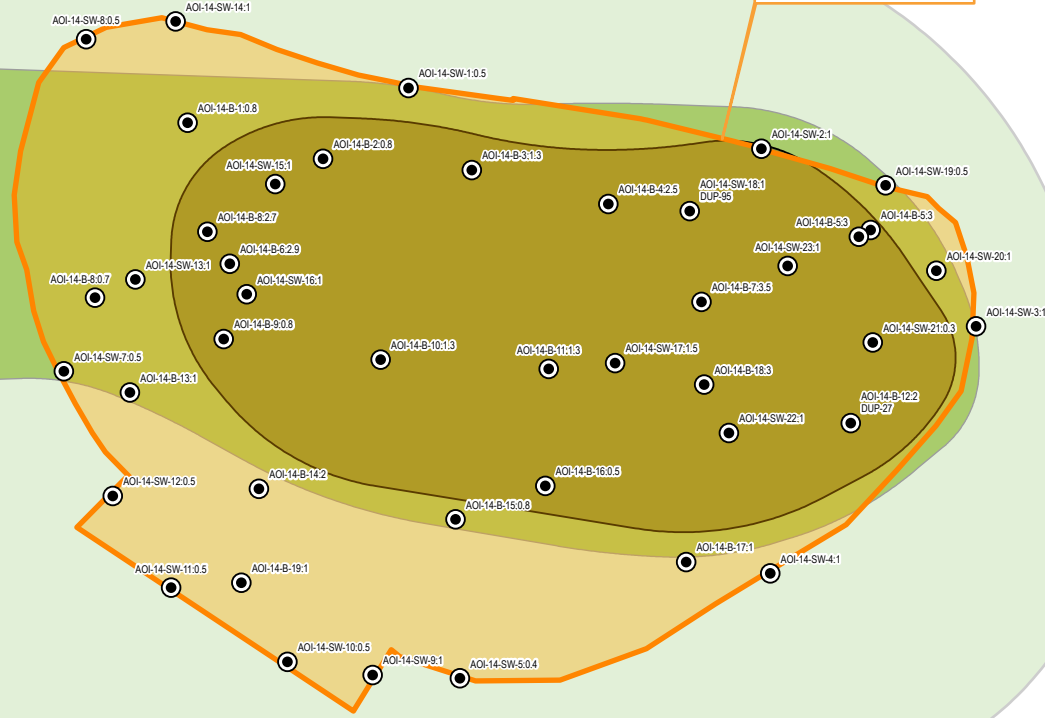 AOI-14-SW-14:1
AOI-14-SW-8:0.5
AOI-14-SW-1:0.5
AOI-14-B-1:0.8
AOI-14-SW-2:1
AOI-14-B-2:0.8
AOI-14-B-3:1.3
AOI-14-SW-15:1
AOI-14-SW-19:0.5
AOI-14-B-4:2.5
AOI-14-SW-18:1
DUP-95
AOI-14-B-8:2.7
AOI-14-B-5:3
AOI-14-B-5:3
AOI-14-B-6:2.9
AOI-14-SW-23:1
AOI-14-SW-20:1
AOI-14-SW-13:1
AOI-14-B-8:0.7
AOI-14-SW-16:1
AOI-14-B-7:3.5
AOI-14-SW-3:1
AOI-14-B-9:0.8
AOI-14-SW-21:0.3
AOI-14-B-10:1.3
AOI-14-B-11:1.3
AOI-14-SW-17:1.5
AOI-14-SW-7:0.5
AOI-14-B-13:1
AOI-14-B-18:3
AOI-14-B-12:2
DUP-27
AOI-14-SW-22:1
AOI-14-B-14:2
AOI-14-B-16:0.5
AOI-14-SW-12:0.5
AOI-14-B-15:0.8
AOI-14-B-17:1
AOI-14-SW-4:1
AOI-14-SW-11:0.5
AOI-14-B-19:1
AOI-14-SW-10:0.5
AOI-14-SW-9:1
AOI-14-SW-5:0.4